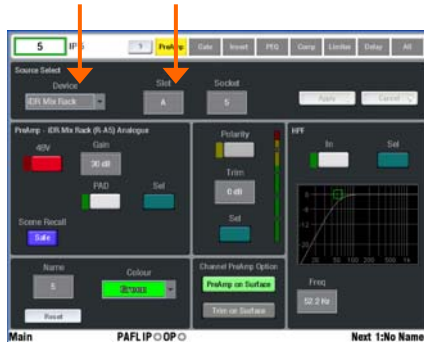 5 IP 5 PreAmp Gate Insert PEQ Comp Limiter Delay All
Source Select
Device Slot Socket
iDR Mix Rack A 5 Apply Cancel
PreAmp - iDR Mix Rack (R-A5) Analogue Polarity HPF
48V Gain In Sel
30 dB
PAD Sel Trim
0 dB
Scene Recall Sel
Safe
Name Colour Channel PreAmp Option
5 Green PreAmp on Surface Freq
Reset Trim on Surface 52.2 Hz
Main PAFL IP OP Next 1:No Name